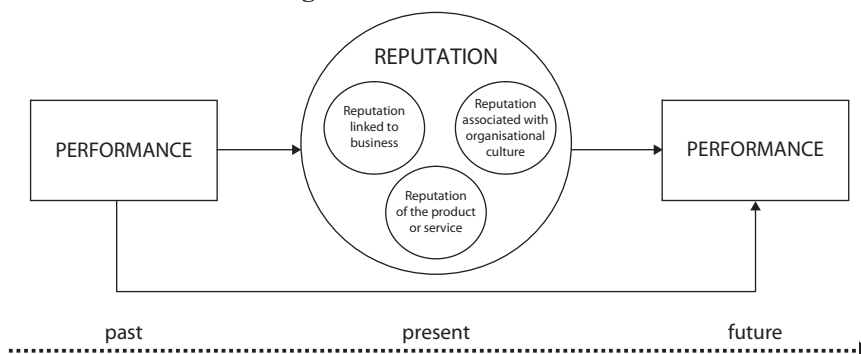 REPUTATION
PERFORMANCE
Reputation
linked to
business
Reputation
associated with
organisational
culture
Reputation
of the product
or service
PERFORMANCE
past
present
future